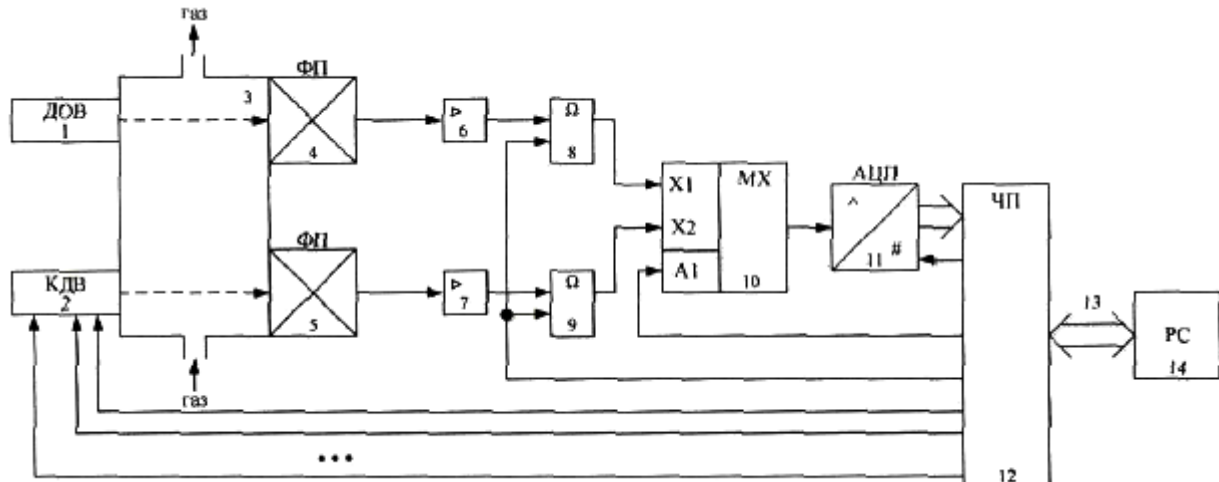 газ
ФП
3
ДОВ
1
4
▷
6
Ω
8
X1
MX
X2
A1
10
АЦП
^
#
11
ЧП
ФП
КДВ
2
5
▷
7
Ω
9
13
PC
14
газ
...
12